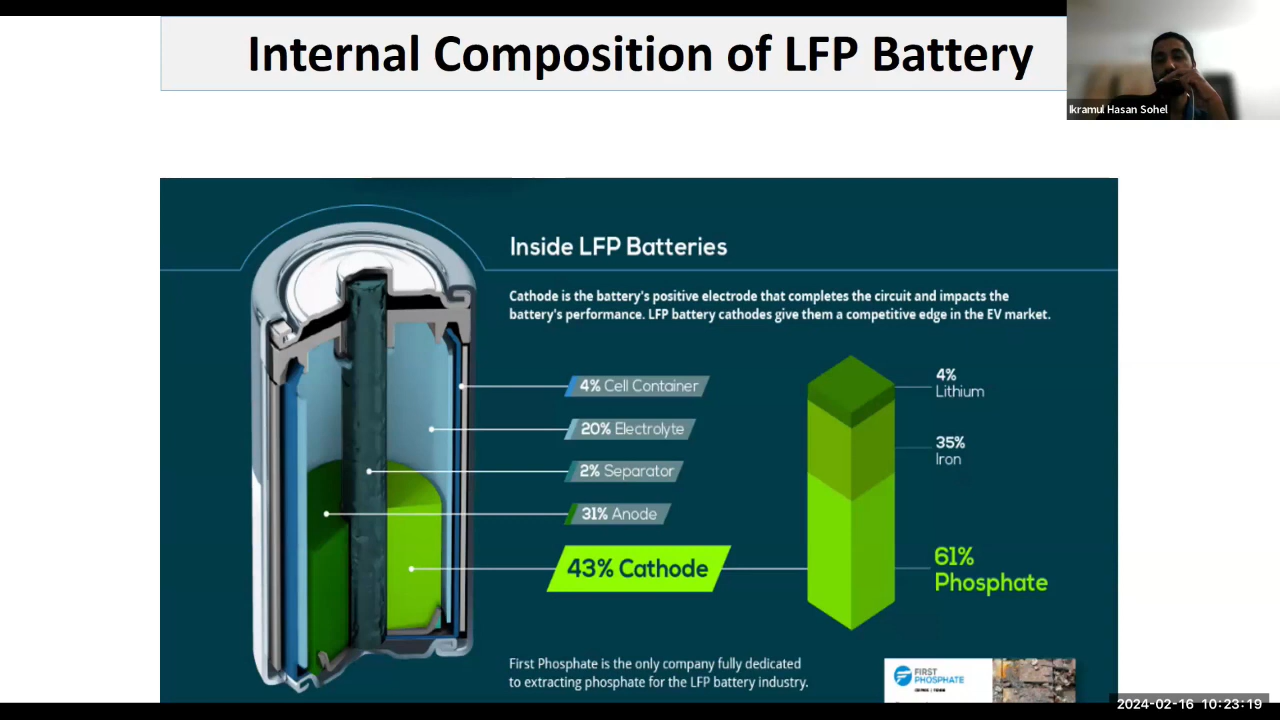 Internal Composition of LFP Battery
Ikramul Hasan Sohel
Inside LFP Batteries
Cathode is the battery's positive electrode that completes the circuit and impacts the
battery's performance. LFP battery cathodes give them a competitive edge in the EV market.
4% Cell Container
20% Electrolyte
2% Separator
31% Anode
43% Cathode
4%
Lithium
35%
Iron
61%
Phosphate
First Phosphate is the only company fully dedicated
to extracting phosphate for the LFP battery industry.
FIRST
PHOSPHATE
2024-02-16 10:23:19